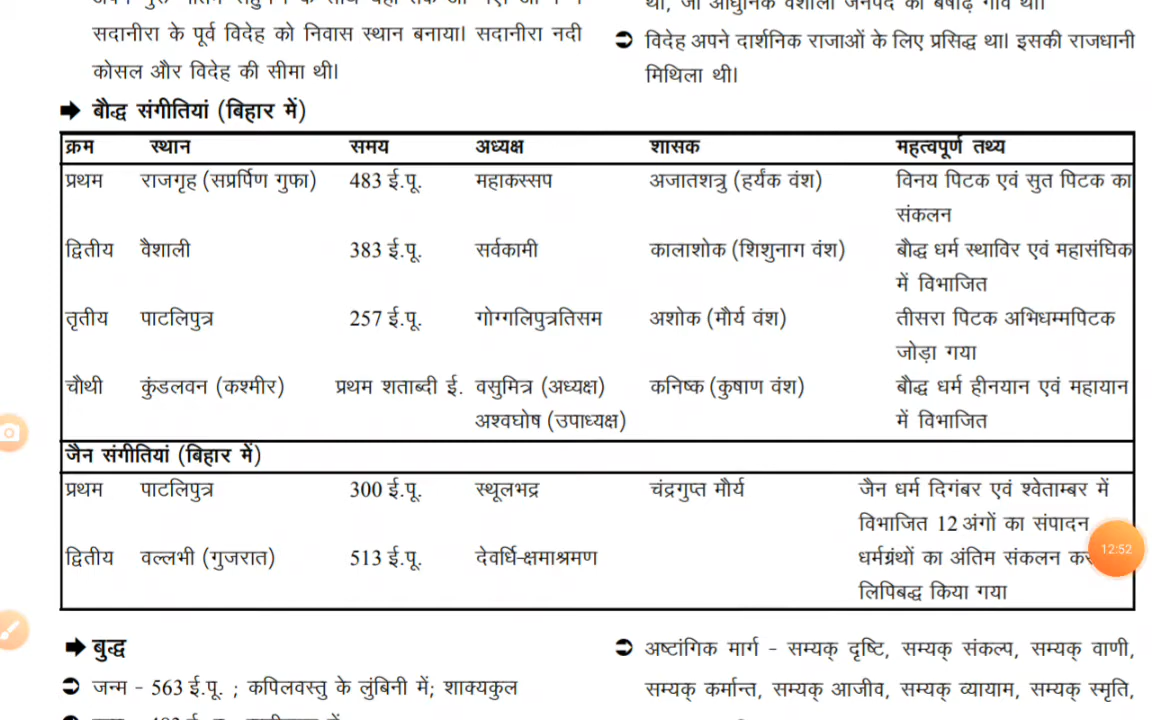 सदानीरा के पूर्व विदेह को निवास स्थान बनाया। सदानीरा नदी
कोसल और विदेह की सीमा थी।
था, जो आधुनिक वैशाली जनपद का बषाढ़ गांव था।
विदेह अपने दार्शनिक राजाओं के लिए प्रसिद्ध था। इसकी राजधानी
मिथिला थी।
बौद्ध संगीतियां (बिहार में)
क्रम स्थान समय अध्यक्ष शासक महत्वपूर्ण तथ्य
प्रथम राजगृह (सप्रर्पिण गुफा) 483 ई.पू. महाकस्सप अजातशत्रु (हर्यंक वंश) विनय पिटक एवं सुत पिटक का
संकलन
द्वितीय वैशाली 383 ई.पू. सर्वकामी कालाशोक (शिशुनाग वंश) बौद्ध धर्म स्थाविर एवं महासंघिक
में विभाजित
तृतीय पाटलिपुत्र 257 ई.पू. गोग्गलिपुत्रतिसम अशोक (मौर्य वंश) तीसरा पिटक अभिधम्मपिटक
जोड़ा गया
चौथी कुंडलवन (कश्मीर) प्रथम शताब्दी ई. वसुमित्र (अध्यक्ष) कनिष्क (कुषाण वंश) बौद्ध धर्म हीनयान एवं महायान
अश्वघोष (उपाध्यक्ष) में विभाजित
जैन संगीतियां (बिहार में)
प्रथम पाटलिपुत्र 300 ई.पू. स्थूलभद्र चंद्रगुप्त मौर्य जैन धर्म दिगंबर एवं श्वेताम्बर में
विभाजित 12 अंगों का संपादन
द्वितीय वल्लभी (गुजरात) 513 ई.पू. देवर्धि-क्षमाश्रमण धर्मग्रंथों का अंतिम संकलन
लिपिबद्ध किया गया
12:52
बुद्ध
जन्म - 563 ई.पू. ; कपिलवस्तु के लुंबिनी में; शाक्यकुल
अष्टांगिक मार्ग - सम्यक् दृष्टि, सम्यक् संकल्प, सम्यक् वाणी,
सम्यक् कर्मान्त, सम्यक् आजीव, सम्यक् व्यायाम, सम्यक् स्मृति,